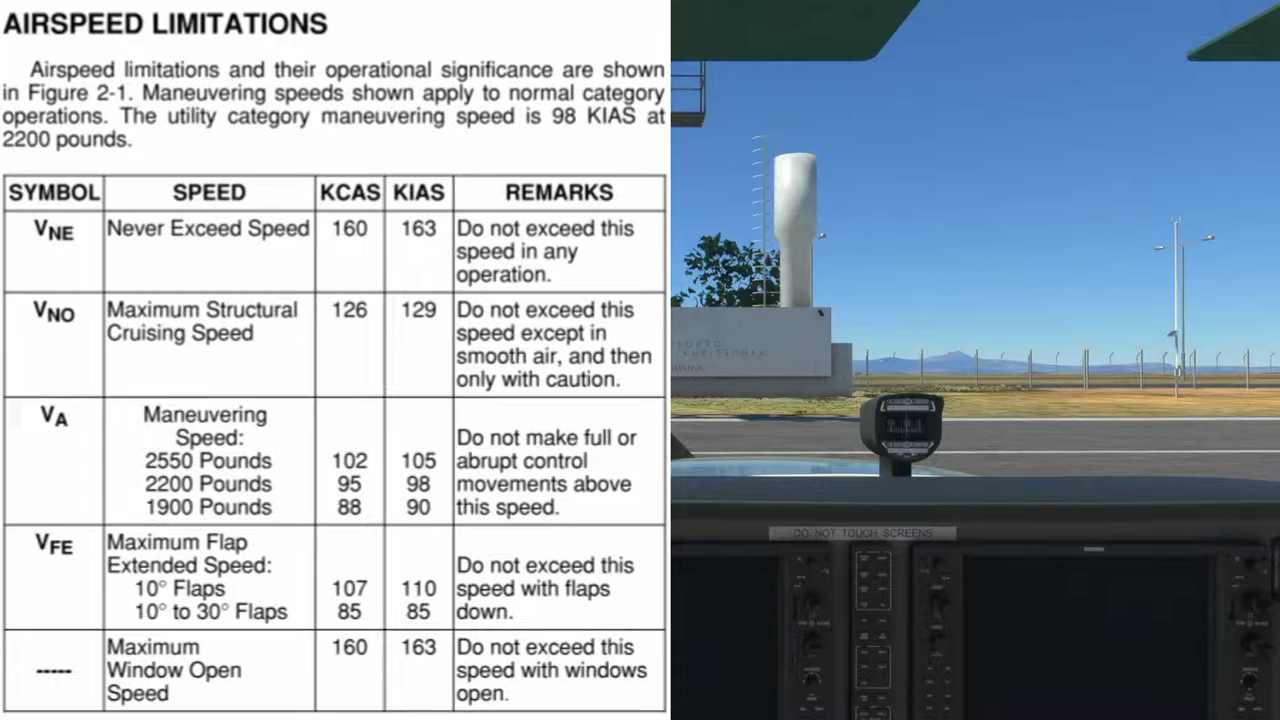 AIRSPEED LIMITATIONS
Airspeed limitations and their operational significance are shown
in Figure 2-1. Maneuvering speeds shown apply to normal category
operations. The utility category maneuvering speed is 98 KIAS at
2200 pounds.
SYMBOL SPEED KCAS KIAS REMARKS
VNE Never Exceed Speed 160 163 Do not exceed this
speed in any
operation.
VNO Maximum Structural 126 129 Do not exceed this
Cruising Speed speed except in
smooth air, and then
only with caution.
VA Maneuvering
Speed: Do not make full or
2550 Pounds 102 105 abrupt control
2200 Pounds 95 98 movements above
1900 Pounds 88 90 this speed.
VFE Maximum Flap
Extended Speed: Do not exceed this
10° Flaps 107 110 speed with flaps
10° to 30° Flaps 85 85 down.
----- Maximum 160 163 Do not exceed this
Window Open speed with windows
Speed open.
DO NOT TOUCH SCREENS